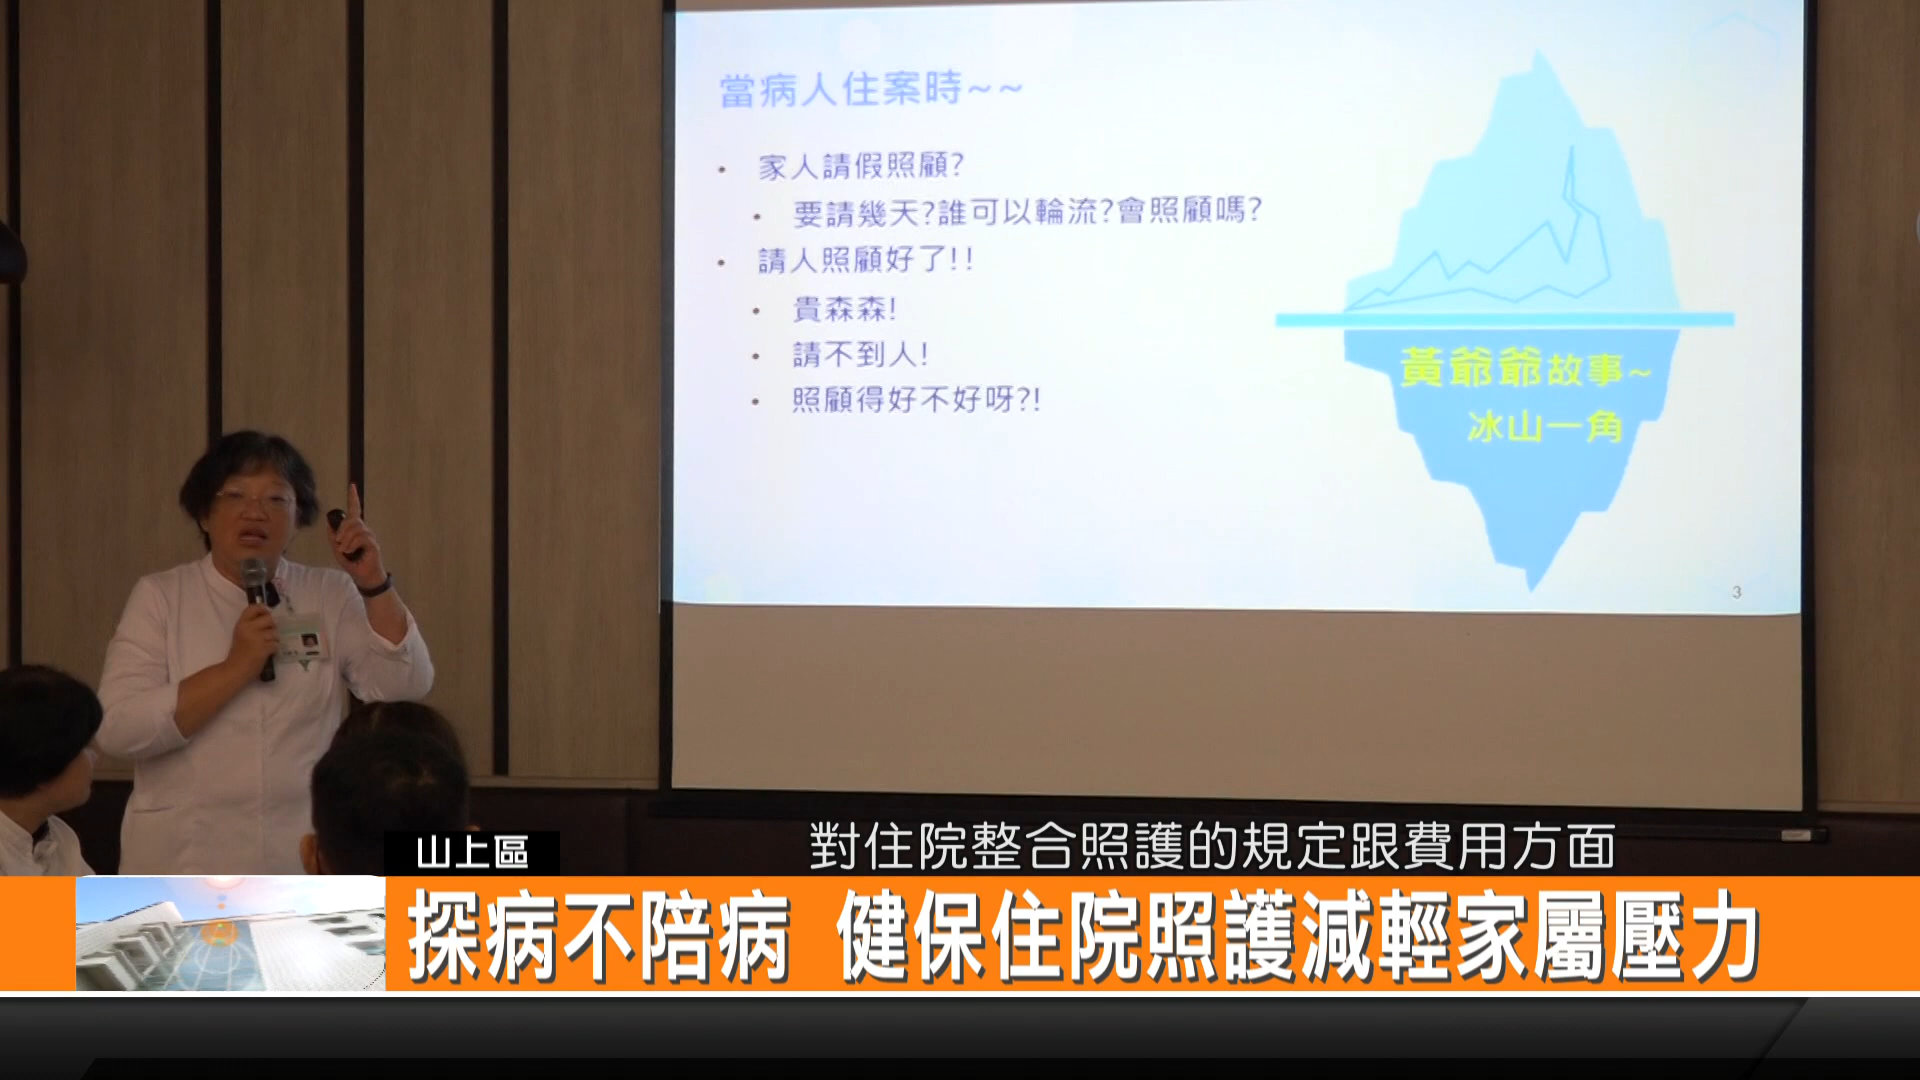 當病人住案時~~
• 家人請假照顧?
• 要請幾天?誰可以輪流?會照顧嗎?
• 請人照顧好了!!
• 貴森森!
• 請不到人!
• 照顧得好不好呀?!
黃爺爺故事~
冰山一角
3
山上區
對住院整合照護的規定跟費用方面
探病不陪病 健保住院照護減輕家屬壓力